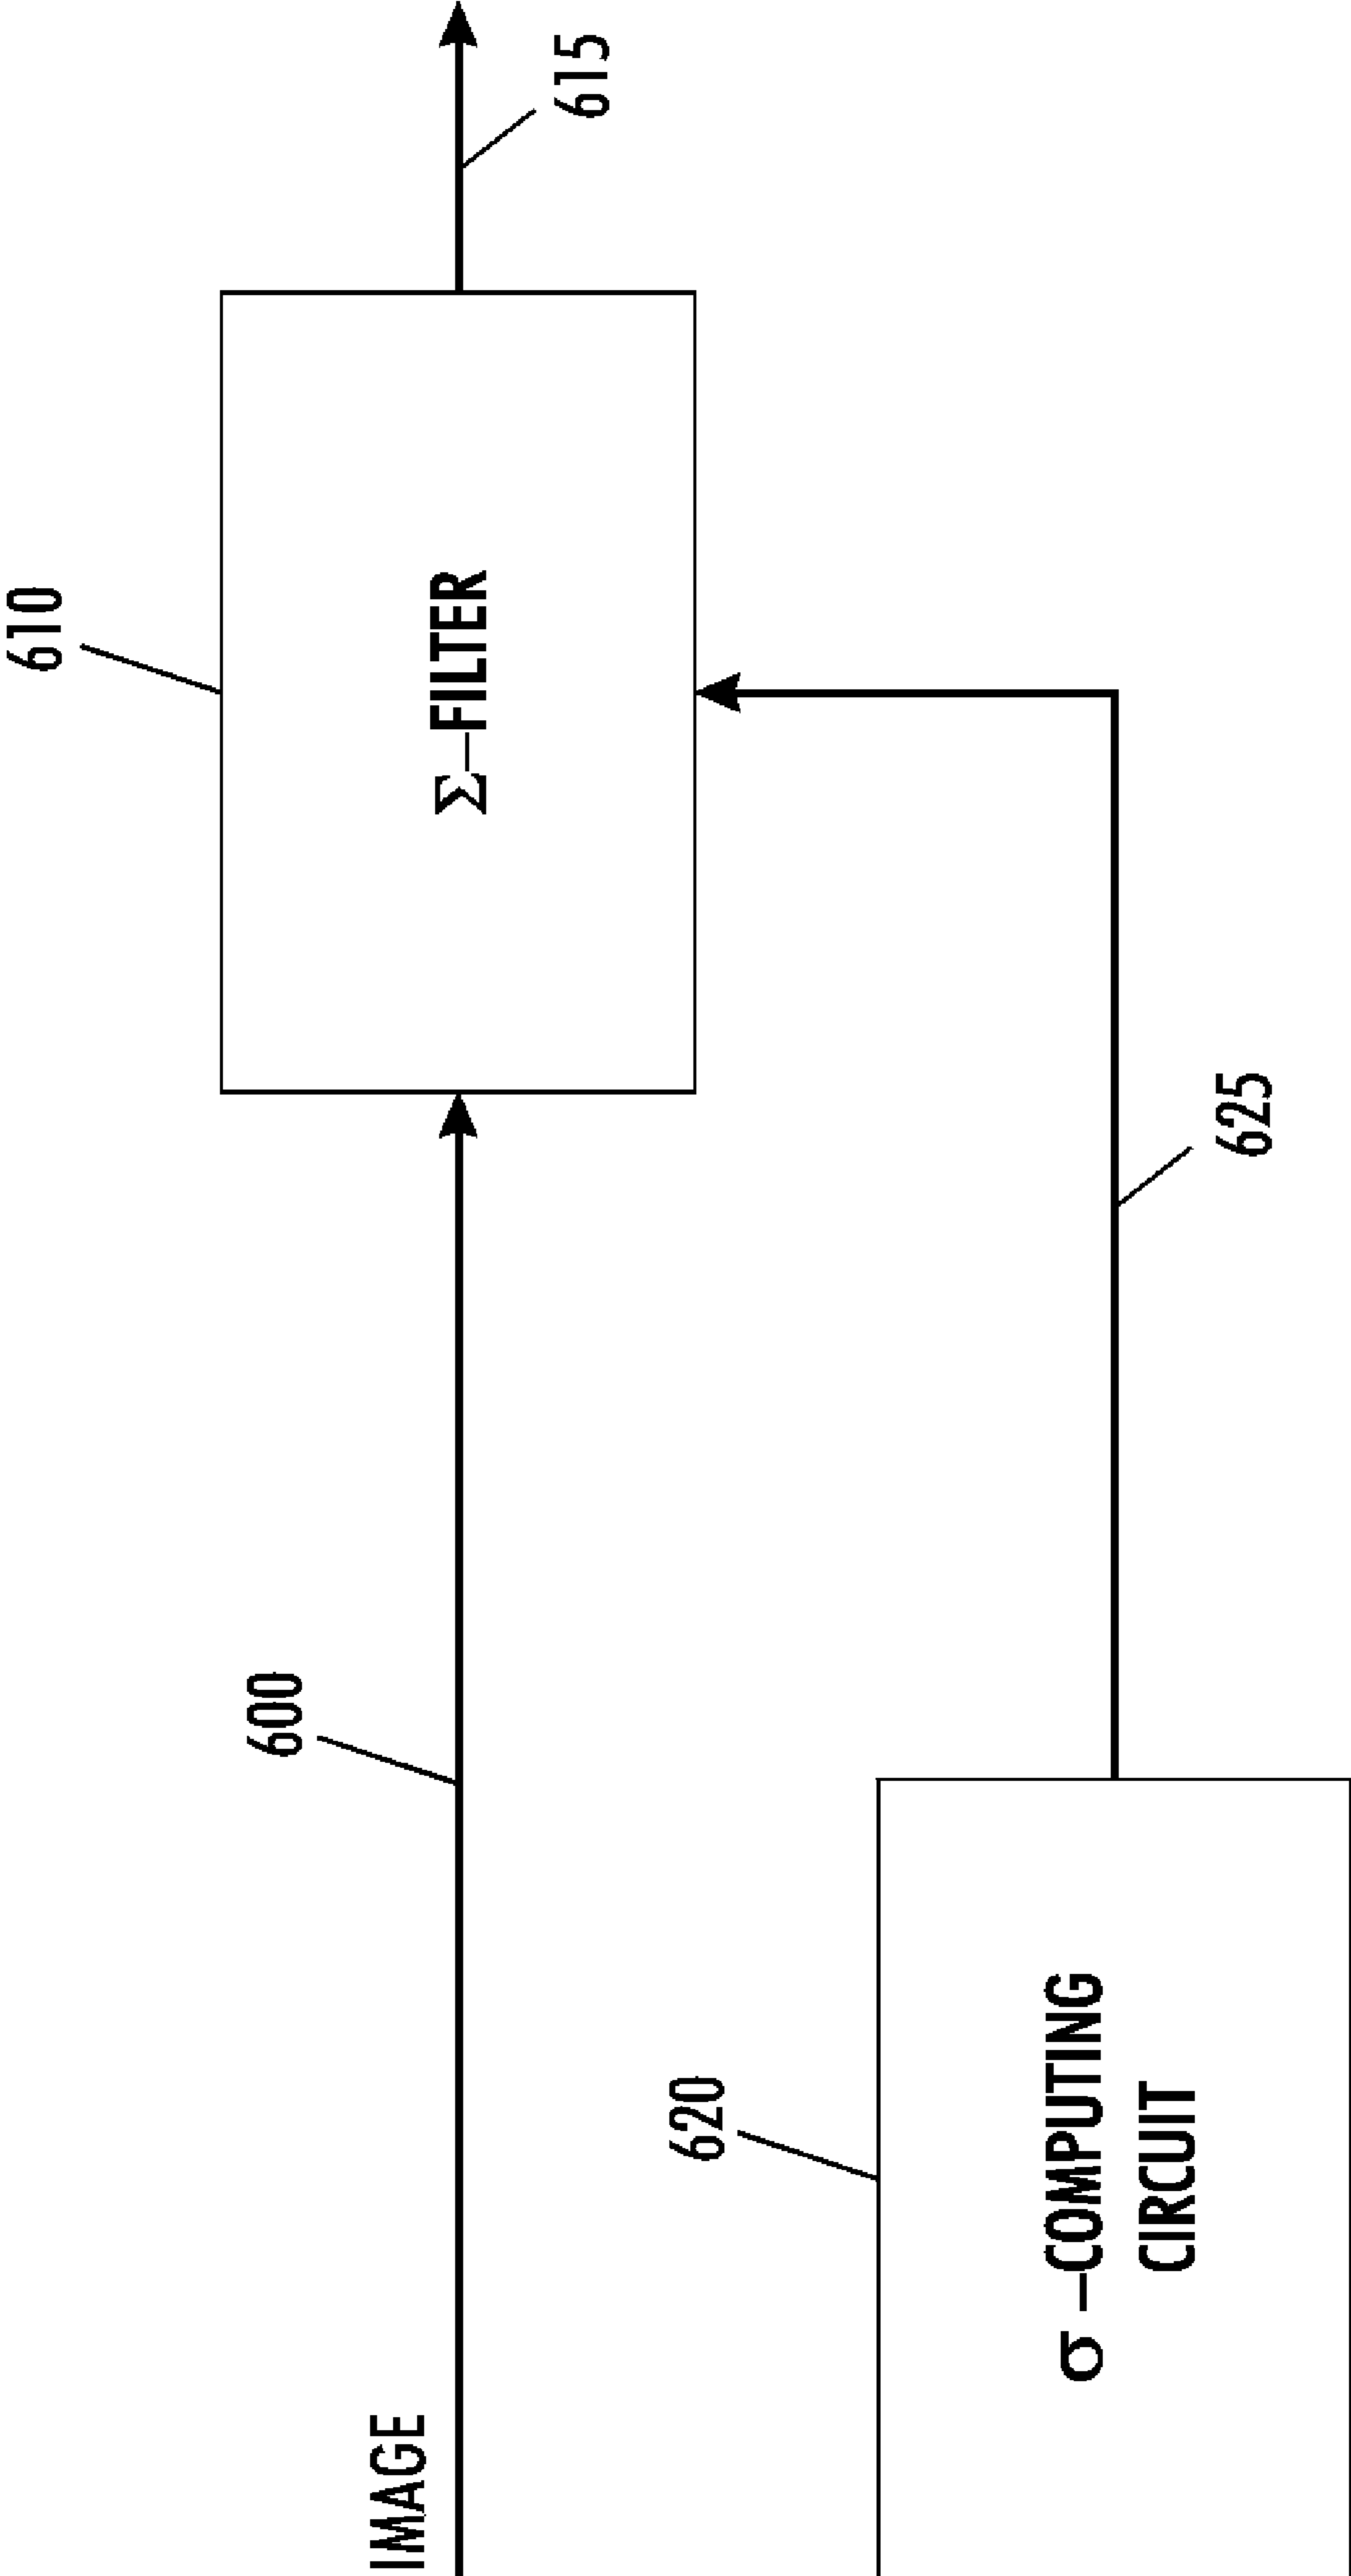 610
Σ–FILTER
615
600
IMAGE
625
620
σ –COMPUTING
CIRCUIT